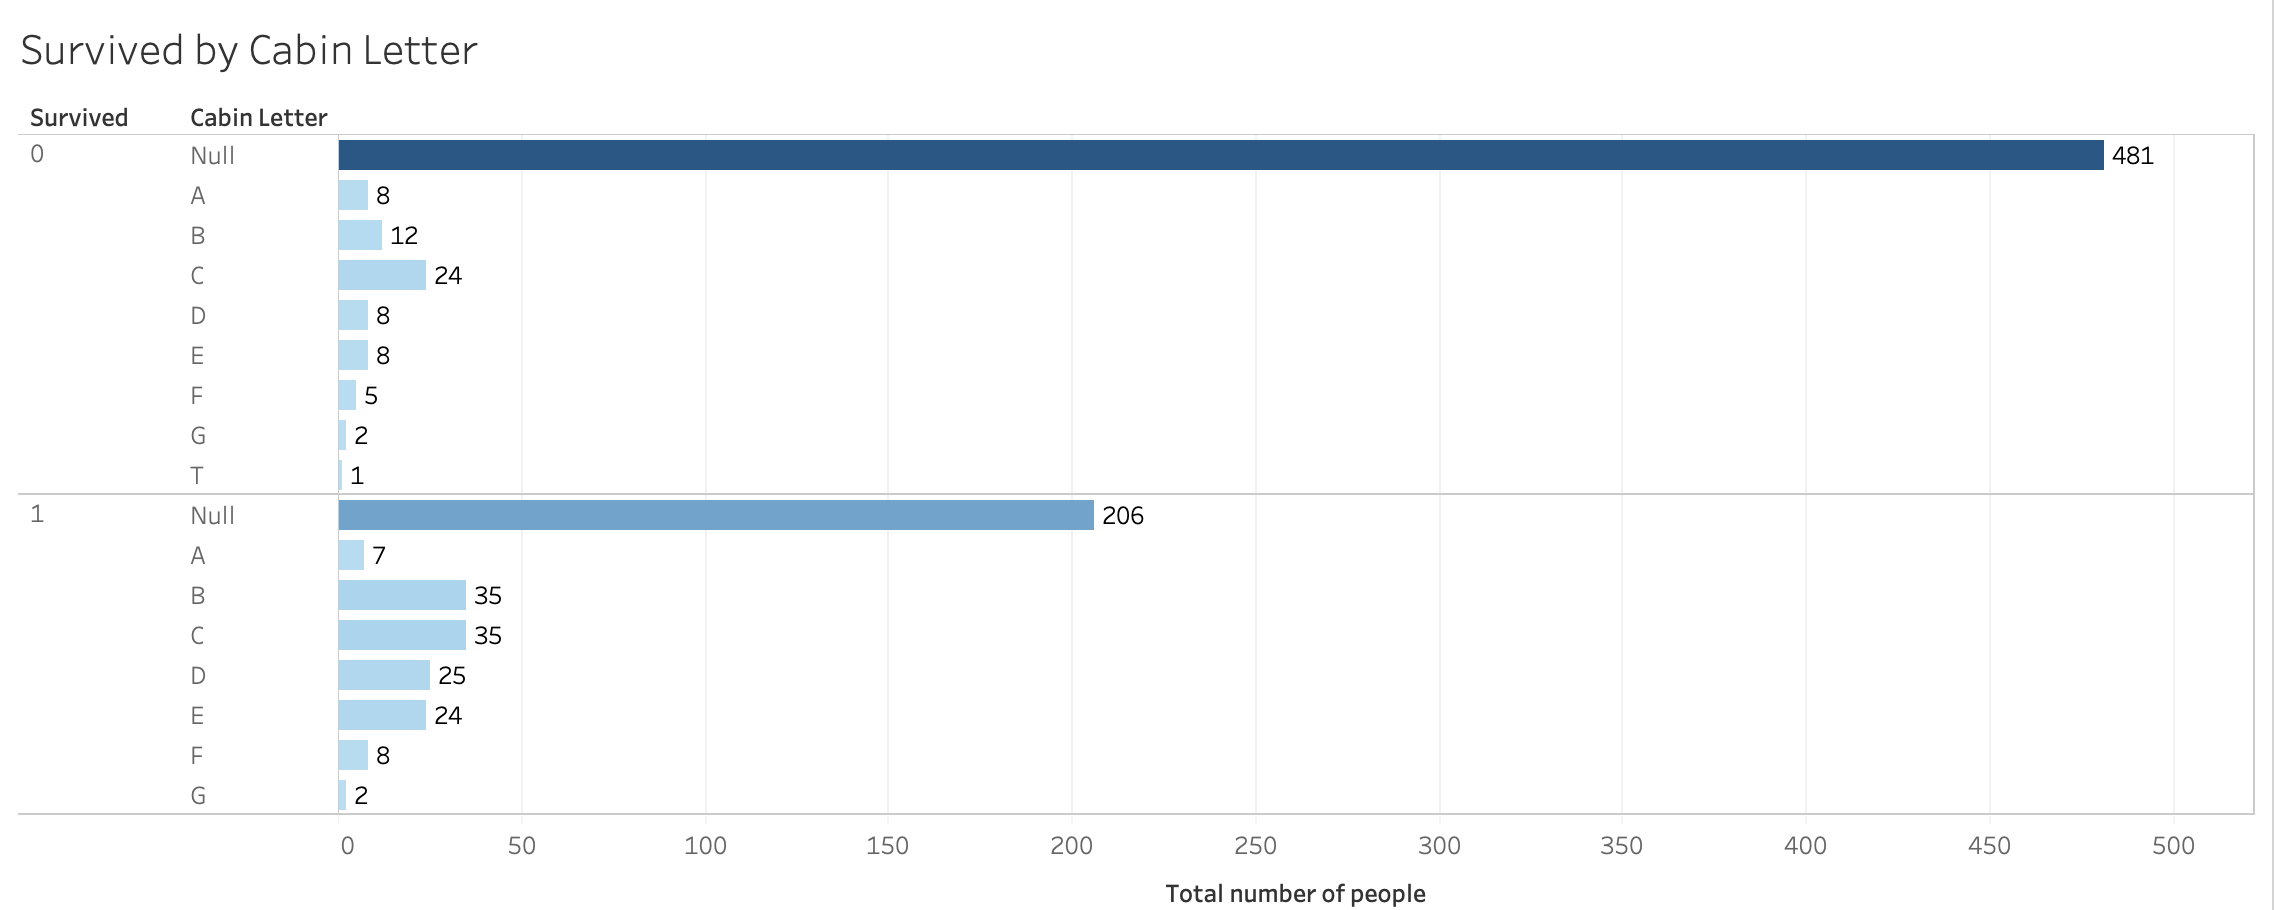 Survived by Cabin Letter
Survived Cabin Letter
0 Null 481
A 8
B 12
C 24
D 8
E 8
F 5
G 2
T 1
1 Null 206
A 7
B 35
C 35
D 25
E 24
F 8
G 2
0 50 100 150 200 250 300 350 400 450 500
Total number of people